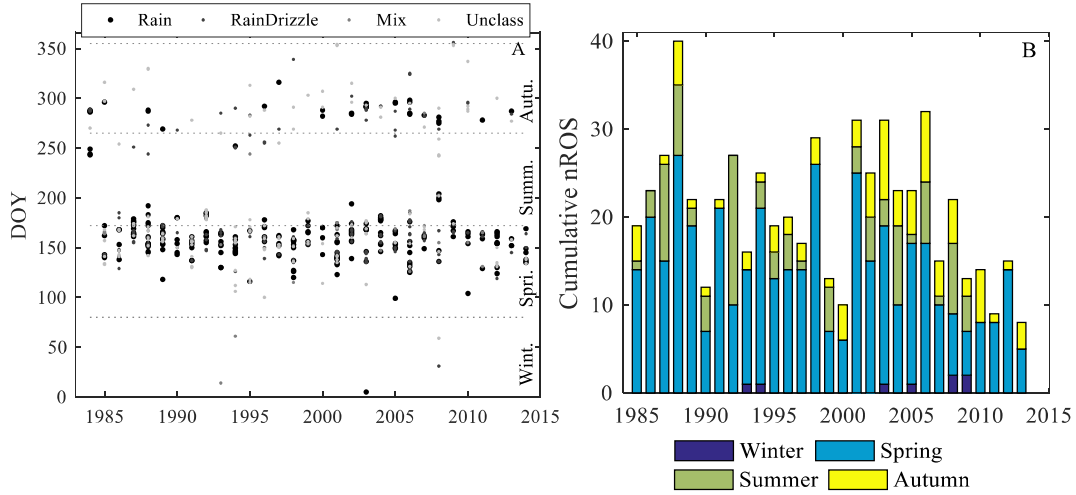 Rain RainDrizzle Mix Unclass
A
B
DOY
350
300
250
200
150
100
50
0
Autu.
Summ.
Spri.
Wint.
1985 1990 1995 2000 2005 2010 2015
Cumulative nROS
40
30
20
10
0
1985 1990 1995 2000 2005 2010 2015
Winter Spring
Summer Autumn